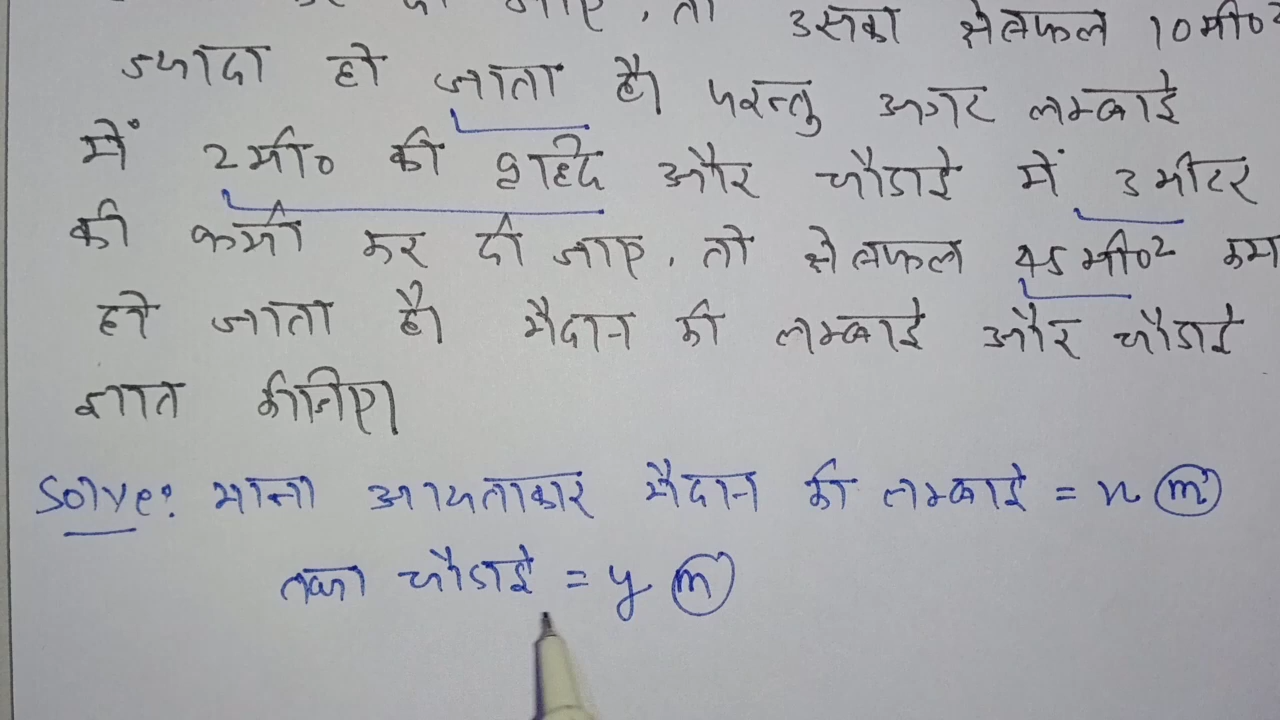 जाए, तो उसका क्षेत्रफल 10 मी०²
ज्यादा हो जाता है। परन्तु अगर लम्बाई
में 2 मी० की वृद्धि और चौडाई में 3 मीटर
की कमी कर दी जाए, तो क्षेत्रफल 45 मी०² कम
हो जाता है। मैदान की लम्बाई और चौडाई
ज्ञात कीजिए।
Solve: माना आयताकार मैदान की लम्बाई = x m
तथा चौडाई = y m